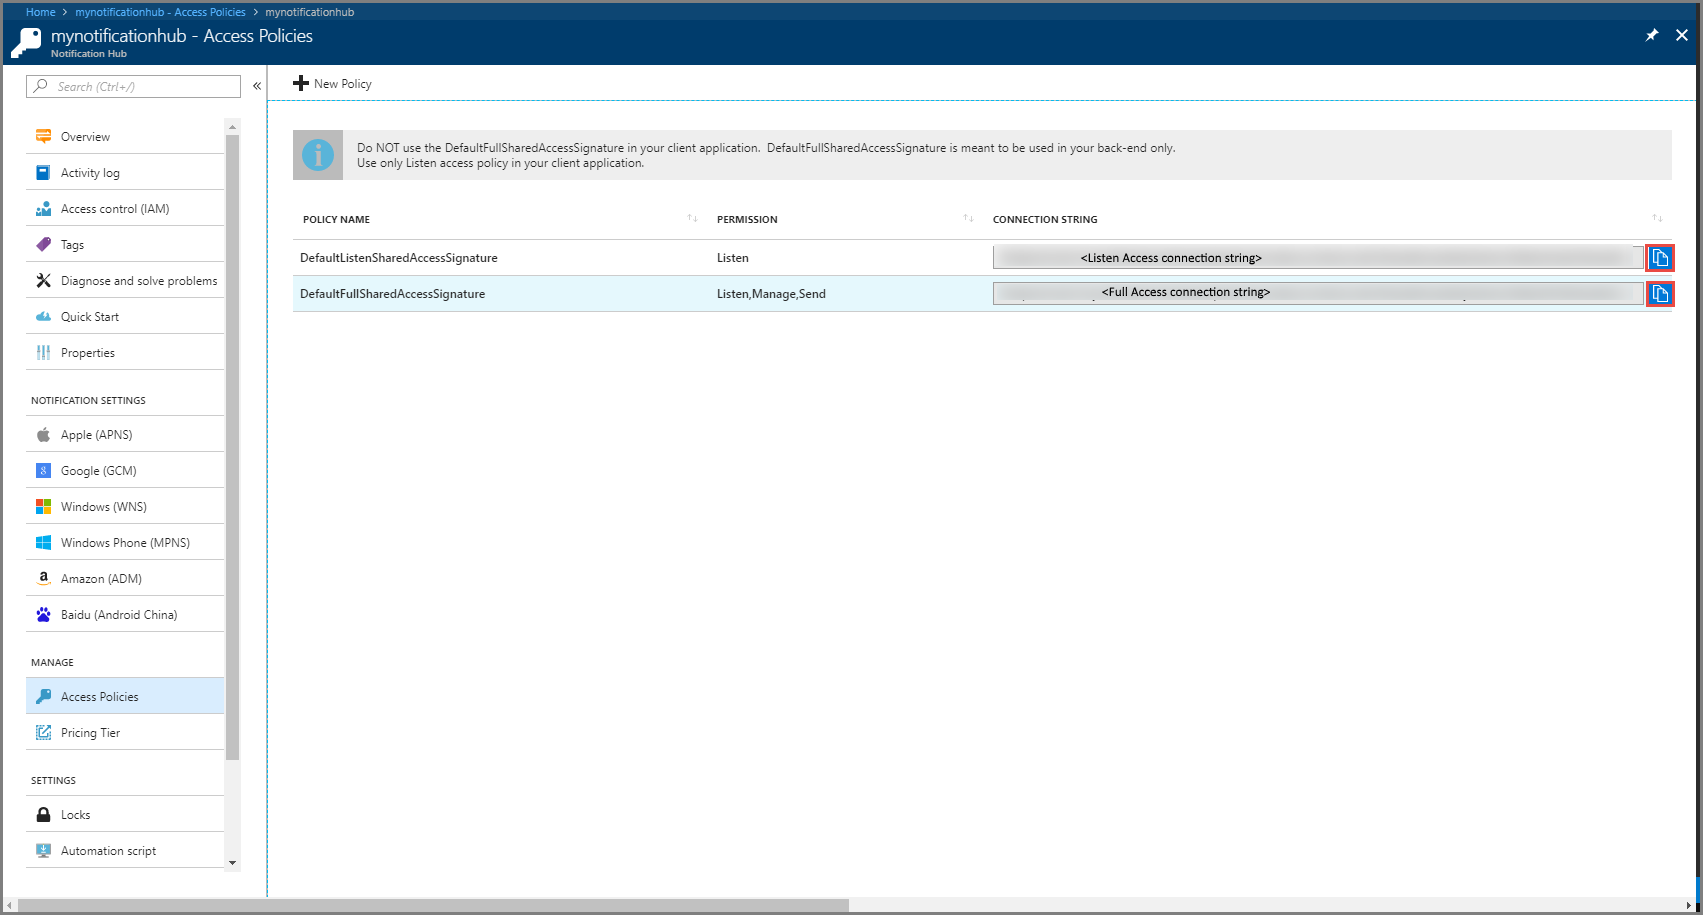 Home > mynotificationhub - Access Policies > mynotificationhub
mynotificationhub - Access Policies
Notification Hub
Search (Ctrl+/)
«
New Policy
Overview
Activity log
Access control (IAM)
Tags
Diagnose and solve problems
Quick Start
Properties
NOTIFICATION SETTINGS
Apple (APNS)
Google (GCM)
Windows (WNS)
Windows Phone (MPNS)
Amazon (ADM)
Baidu (Android China)
MANAGE
Access Policies
Pricing Tier
SETTINGS
Locks
Automation script
Do NOT use the DefaultFullSharedAccessSignature in your client application.  DefaultFullSharedAccessSignature is meant to be used in your back-end only.
Use only Listen access policy in your client application.
POLICY NAME PERMISSION CONNECTION STRING
DefaultListenSharedAccessSignature Listen <Listen Access connection string>
DefaultFullSharedAccessSignature Listen,Manage,Send <Full Access connection string>